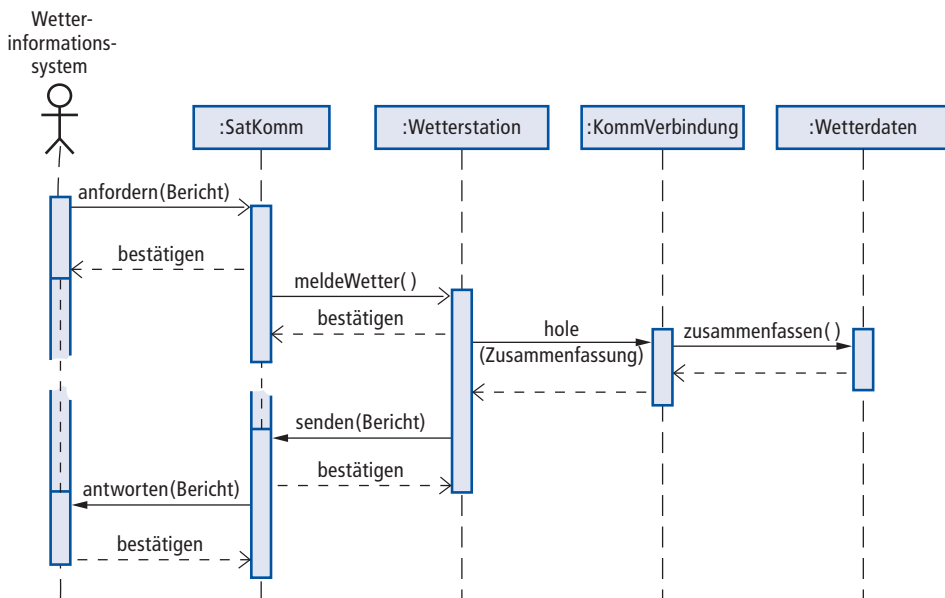 Wetter-
informations-
system
:SatKomm
:Wetterstation
:KommVerbindung
:Wetterdaten
anfordern(Bericht)
bestätigen
meldeWetter( )
bestätigen
hole
(Zusammenfassung)
zusammenfassen( )
senden(Bericht)
bestätigen
antworten(Bericht)
bestätigen